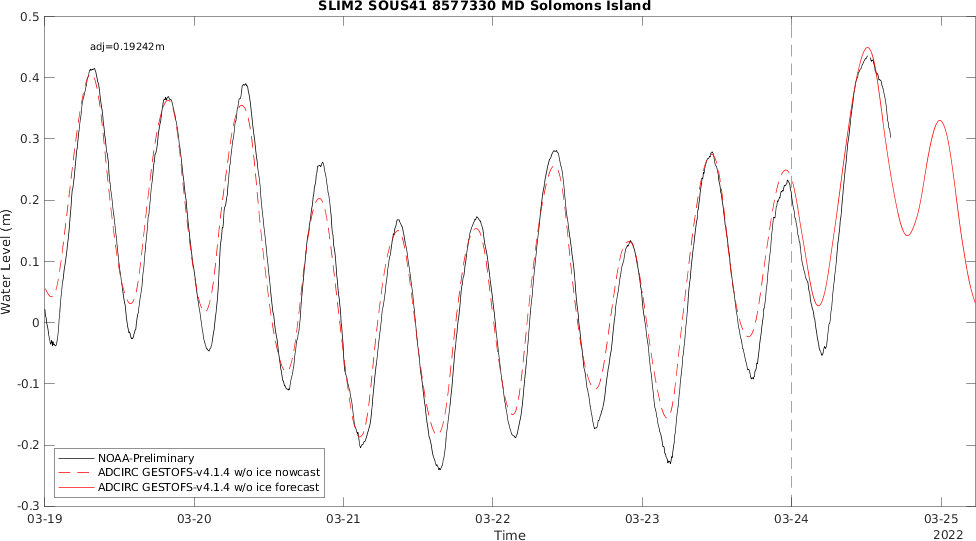 SLIM2 SOUS41 8577330 MD Solomons Island
adj=0.19242m
0.5
0.4
0.3
0.2
0.1
0
-0.1
-0.2
-0.3
Water Level (m)
NOAA-Preliminary
ADCIRC GESTOFS-v4.1.4 w/o ice nowcast
ADCIRC GESTOFS-v4.1.4 w/o ice forecast
03-19 03-20 03-21 03-22 03-23 03-24 03-25
Time
2022